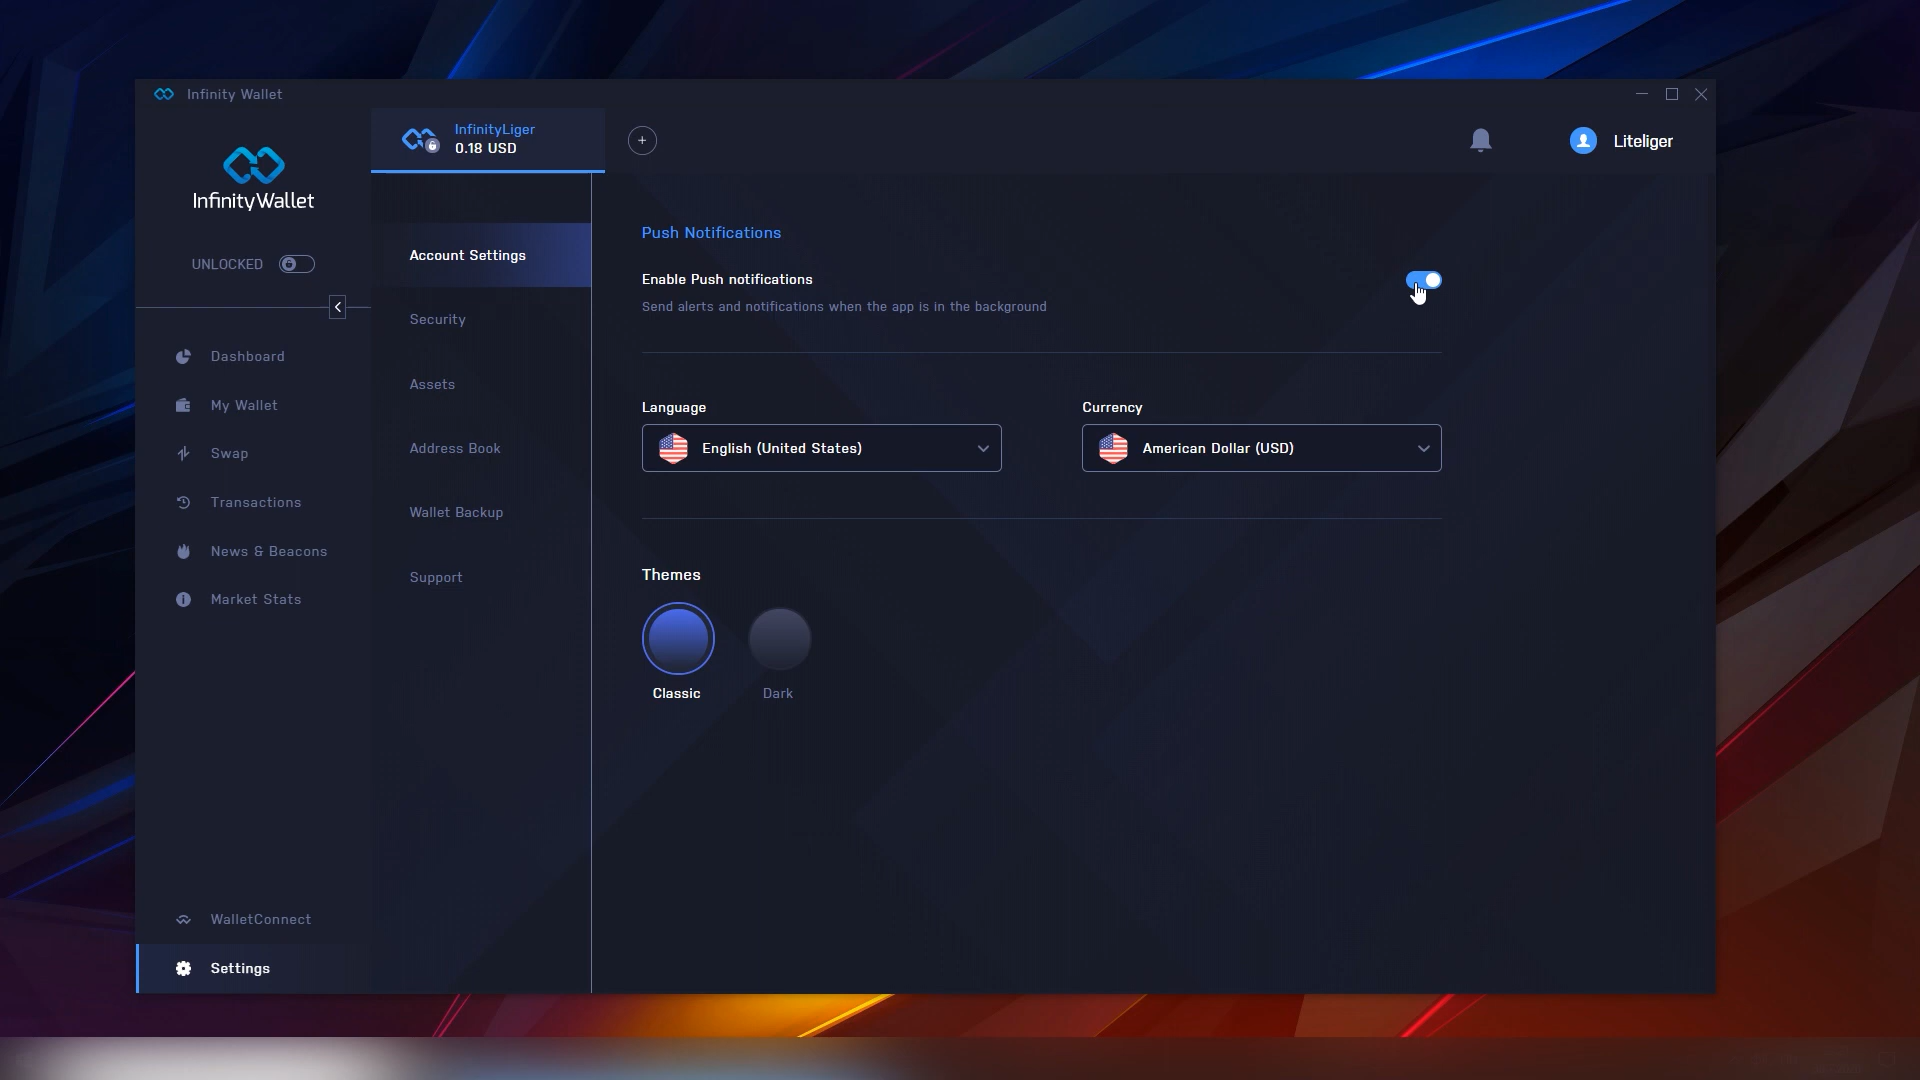 Infinity Wallet
InfinityWallet
UNLOCKED
Dashboard
My Wallet
Swap
Transactions
News & Beacons
Market Stats
WalletConnect
Settings
InfinityLiger
0.18 USD
+
Liteliger
Account Settings
Security
Assets
Address Book
Wallet Backup
Support
Push Notifications
Enable Push notifications
Send alerts and notifications when the app is in the background
Language
English (United States)
Currency
American Dollar (USD)
Themes
Classic
Dark